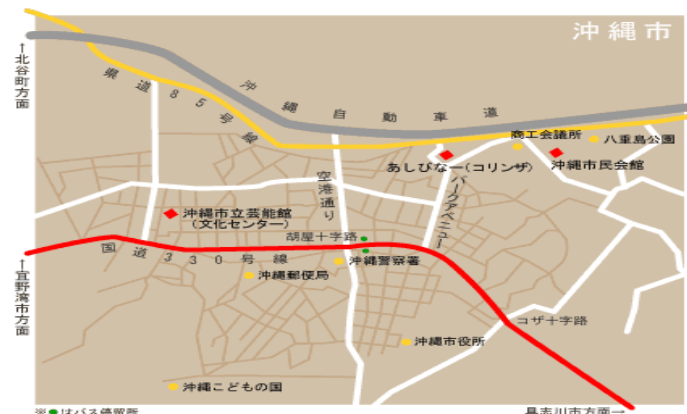 沖縄市
↑北谷町方面
県道85号線
沖縄自動車道
商工会議所
八重島公園
あしびなー(コリンザ)
沖縄市民会館
空港通り
パークアベニュー
沖縄市立芸能館
(文化センター)
胡屋十字路
国道330号線
沖縄警察署
沖縄郵便局
↑宜野湾市方面
コザ十字路
沖縄市役所
沖縄こどもの国
※●はバス停留所
具志川市方面→